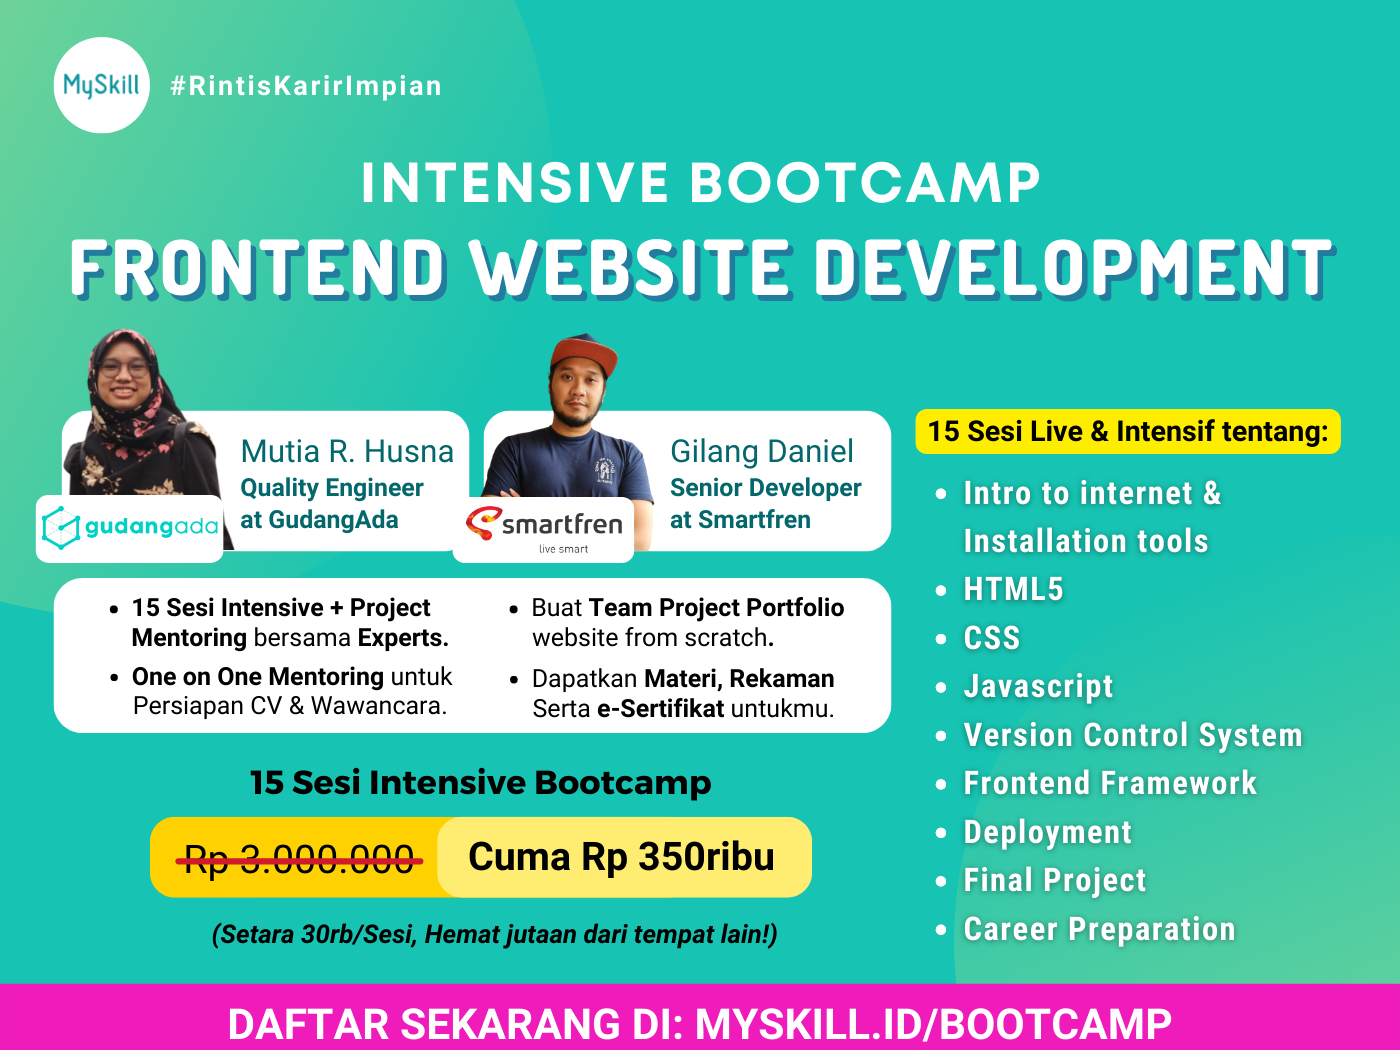 MySkill
#RintisKarirImpian
INTENSIVE BOOTCAMP
FRONTEND WEBSITE DEVELOPMENT
Mutia R. Husna
Quality Engineer
at GudangAda
gudangada
Gilang Daniel
Senior Developer
at Smartfren
smartfren
live smart
• 15 Sesi Intensive + Project
Mentoring bersama Experts.
• One on One Mentoring untuk
Persiapan CV & Wawancara.
• Buat Team Project Portfolio
website from scratch.
• Dapatkan Materi, Rekaman
Serta e-Sertifikat untukmu.
15 Sesi Intensive Bootcamp
Rp 3.000.000
Cuma Rp 350ribu
(Setara 30rb/Sesi, Hemat jutaan dari tempat lain!)
15 Sesi Live & Intensif tentang:
• Intro to internet &
Installation tools
• HTML5
• CSS
• Javascript
• Version Control System
• Frontend Framework
• Deployment
• Final Project
• Career Preparation
DAFTAR SEKARANG DI: MYSKILL.ID/BOOTCAMP